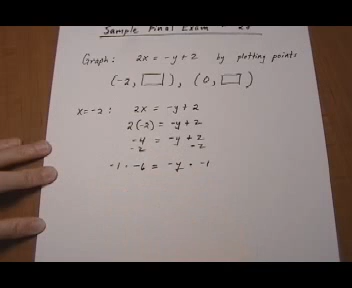 Sample Final Exam
Graph: 2x = -y + 2 by plotting points
(-2, □), (0, □)
x = -2: 2x = -y + 2
2(-2) = -y + 2
-4 = -y + 2
-2 -2
-1 · -6 = -y · -1